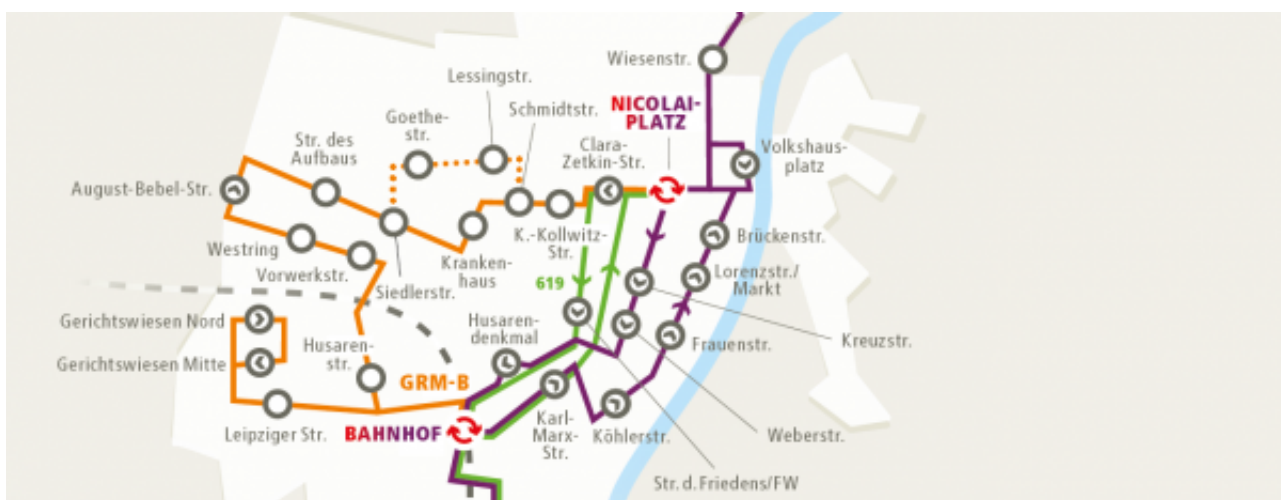 Wiesenstr.
Lessingstr.
NICOLAI-
PLATZ
Schmidtstr.
Goethe-
str.
Clara-
Zetkin-Str.
Volkshaus-
platz
Str. des
Aufbaus
August-Bebel-Str.
Westring
Vorwerkstr.
Siedlerstr.
Kranken-
haus
K.-Kollwitz-
Str.
Brückenstr.
Lorenzstr./
Markt
619
Gerichtswiesen Nord
Husaren-
denkmal
Kreuzstr.
Frauenstr.
Gerichtswiesen Mitte
Husaren-
str.
GRM-B
Leipziger Str.
BAHNHOF
Karl-
Marx-
Str.
Köhlerstr.
Weberstr.
Str. d. Friedens/FW